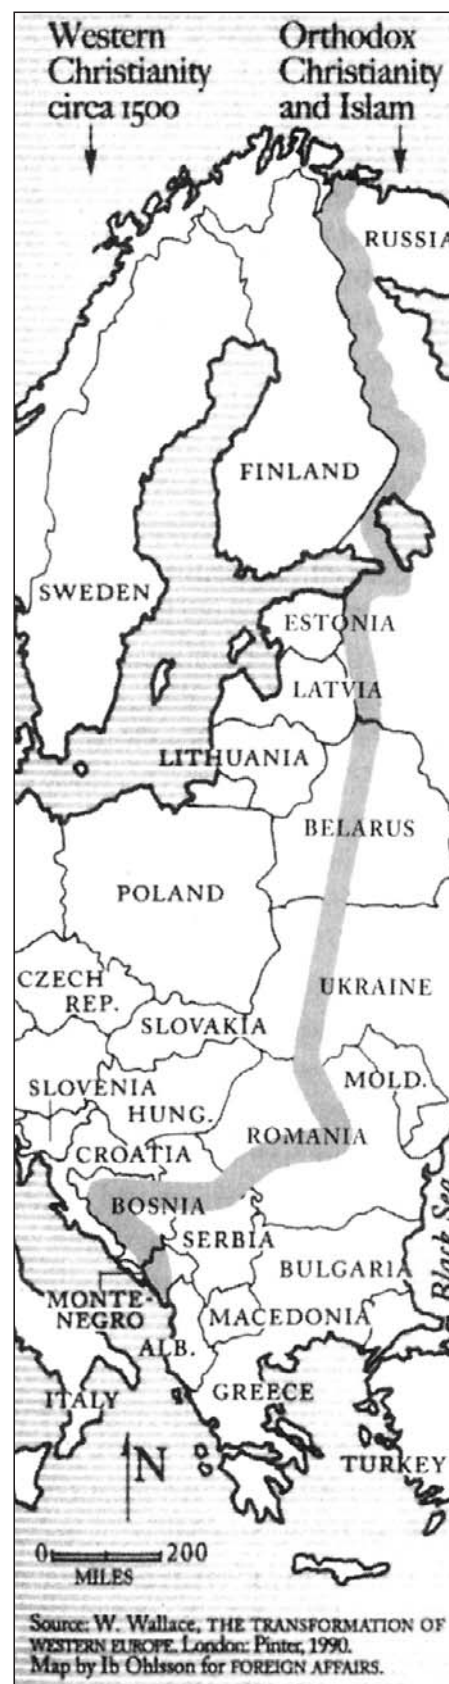 Western
Christianity
circa 1500
Orthodox
Christianity
and Islam
RUSSIA
FINLAND
SWEDEN
ESTONIA
LATVIA
LITHUANIA
BELARUS
POLAND
UKRAINE
CZECH
REP.
SLOVAKIA
MOLD.
SLOVENIA
HUNG.
ROMANIA
CROATIA
BOSNIA
SERBIA
Black Sea
BULGARIA
MONTE-
NEGRO
MACEDONIA
ALB.
ITALY
GREECE
TURKEY
N
0 200
MILES
Source: W. Wallace, THE TRANSFORMATION OF
WESTERN EUROPE. London: Pinter, 1990.
Map by Ib Ohlsson for FOREIGN AFFAIRS.